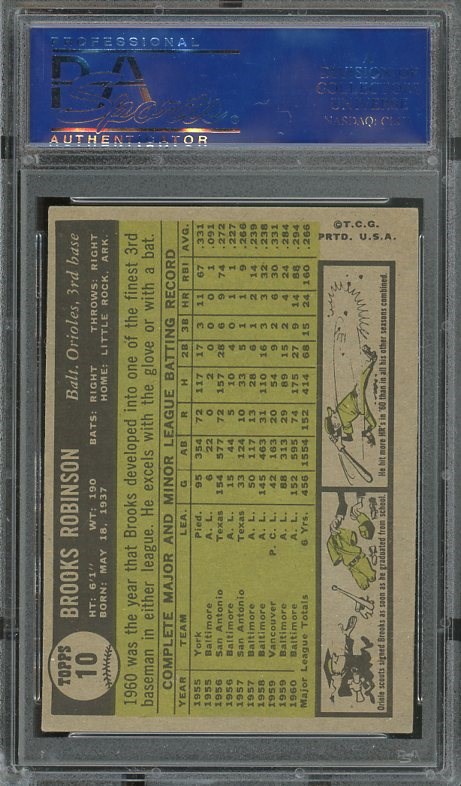 PROFESSIONAL
PSA
Sports
AUTHENTICATOR
A DIVISION OF
COLLECTORS
UNIVERSE
NASDAQ: CLCT
TOPPS
10
BROOKS ROBINSON Balt. Orioles, 3rd base
HT: 6'1" WT: 190 BATS: RIGHT THROWS: RIGHT
BORN: MAY 18, 1937 HOME: LITTLE ROCK, ARK.
1960 was the year that Brooks developed into one of the finest 3rd
baseman in either league. He excels with the glove or with a bat.
COMPLETE MAJOR AND MINOR LEAGUE BATTING RECORD
YEAR TEAM LEA. G AB R H 2B 3B HR RBI AVG.
1955 York Pied. 95 354 72 117 17 3 11 67 .331
1955 Baltimore A. L. 6 22 0 2 0 0 0 1 .091
1956 San Antonio Texas 154 577 72 157 28 6 9 74 .272
1956 Baltimore A. L. 15 44 5 10 4 0 1 1 .227
1957 San Antonio Texas 33 124 10 33 5 1 1 9 .266
1957 Baltimore A. L. 50 117 13 28 6 1 2 14 .239
1958 Baltimore A. L. 145 463 31 110 16 3 3 32 .238
1959 Vancouver P. C. L. 42 163 20 54 9 2 6 30 .331
1959 Baltimore A. L. 88 313 29 89 15 2 4 24 .284
1960 Baltimore A. L. 152 595 74 175 27 9 14 88 .294
Major League Totals 6 Yrs. 456 1554 152 414 68 15 24 160 .266
Oriole scouts signed Brooks as soon as he graduated from school.
He hit more HR's in '60 than in all his other seasons combined.
©T.C.G.
PRTD. U.S.A.